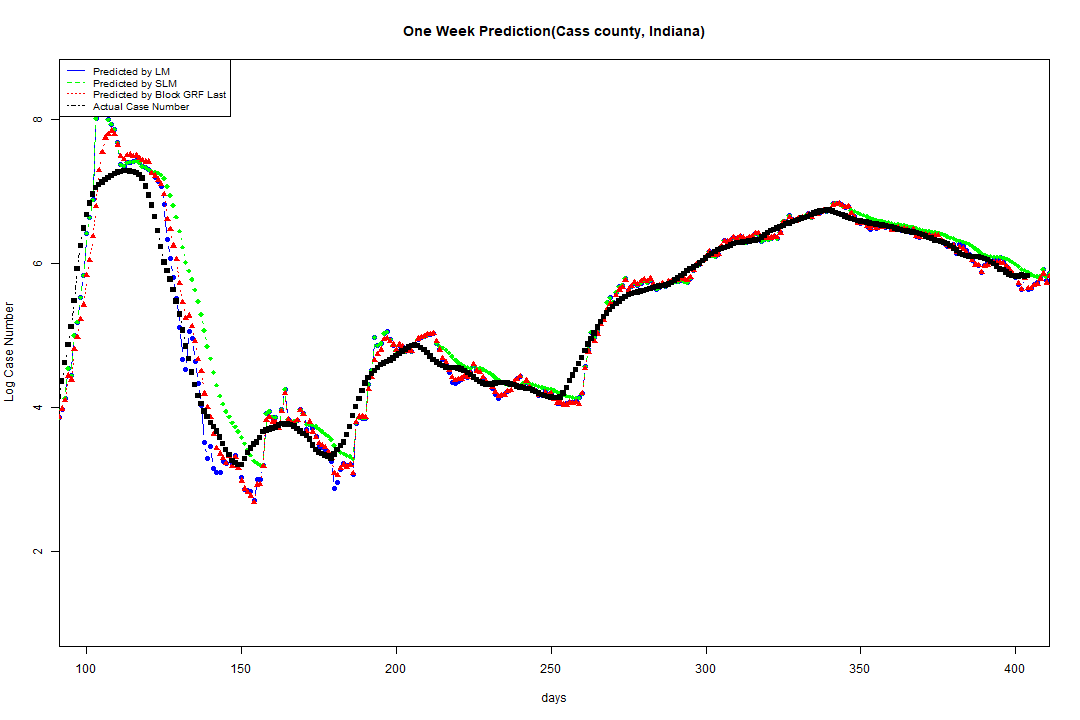 One Week Prediction(Cass county, Indiana)
Predicted by LM
Predicted by SLM
Predicted by Block GRF Last
Actual Case Number
8
6
4
2
Log Case Number
100 150 200 250 300 350 400
days